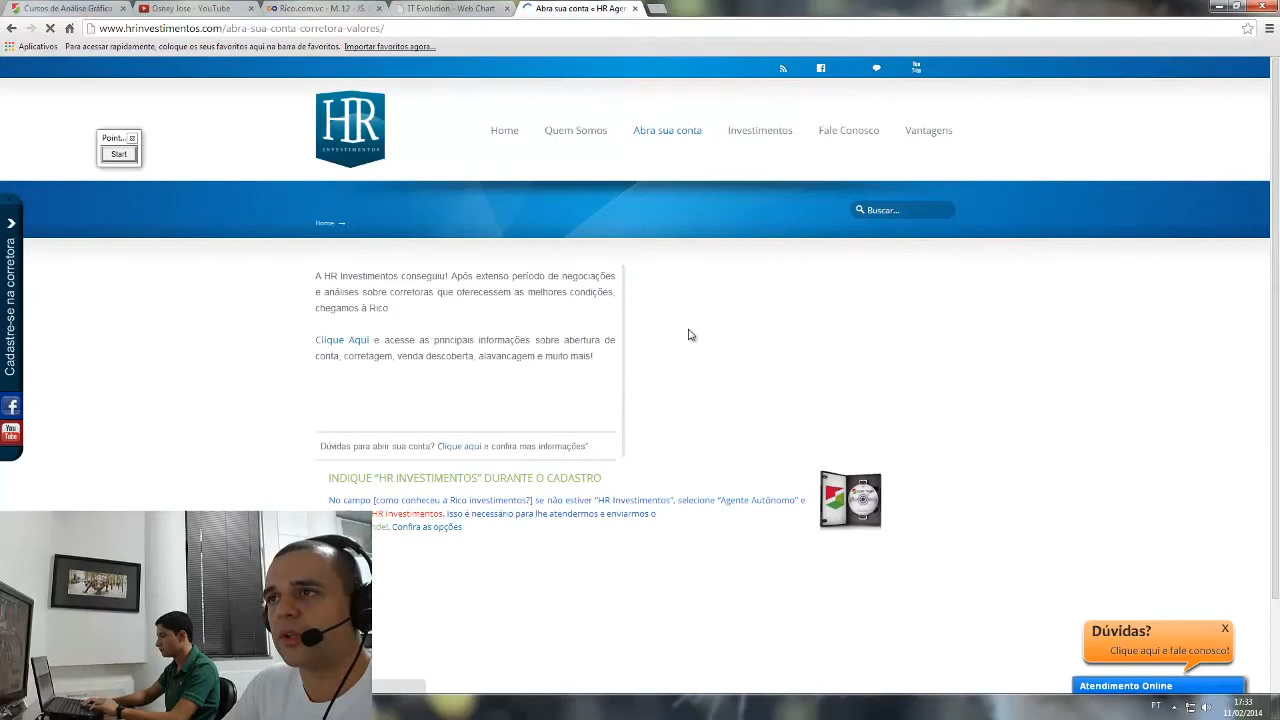 Cursos de Análise Gráfica
Osney Jose - YouTube
Rico.com.vc - M. 12 - JS.
IT Evolution - Web Chart
Abra sua conta « HR Agen
www.hrinvestimentos.com/abra-sua-conta-corretora-valores/
Aplicativos
Para acessar rapidamente, coloque os seus favoritos aqui na barra de favoritos.
Importar favoritos agora...
You Tube
HR
INVESTIMENTOS
Home
Quem Somos
Abra sua conta
Investimentos
Fale Conosco
Vantagens
Point...
Start
Home →
Buscar...
Cadastre-se na corretora
You Tube
A HR Investimentos conseguiu! Após extenso período de negociações
e análises sobre corretoras que oferecessem as melhores condições,
chegamos à Rico.
Clique Aqui e acesse as principais informações sobre abertura de
conta, corretagem, venda descoberta, alavancagem e muito mais!
Dúvidas para abrir sua conta? Clique aqui e confira mas informações"
INDIQUE "HR INVESTIMENTOS" DURANTE O CADASTRO
No campo [como conheceu a Rico investimentos?] se não estiver "HR Investimentos", selecione "Agente Autônomo" e
HR investimentos. Isso é necessário para lhe atendermos e enviarmos o
Confira as opções
Dúvidas?
X
Clique aqui e fale conosco!
Atendimento Online
PT
17:33
11/02/2014